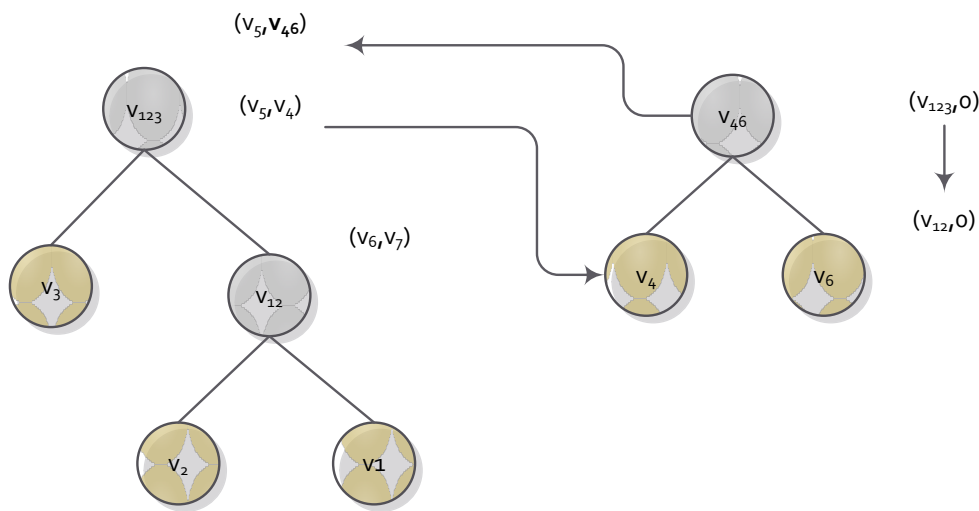 (v₅,v₄₆)
v₁₂₃
(v₅,v₄)
v₄₆
(v₁₂₃,0)
(v₁₂,0)
(v₆,v₇)
v₃
v₁₂
v₄
v₆
v₂
v1